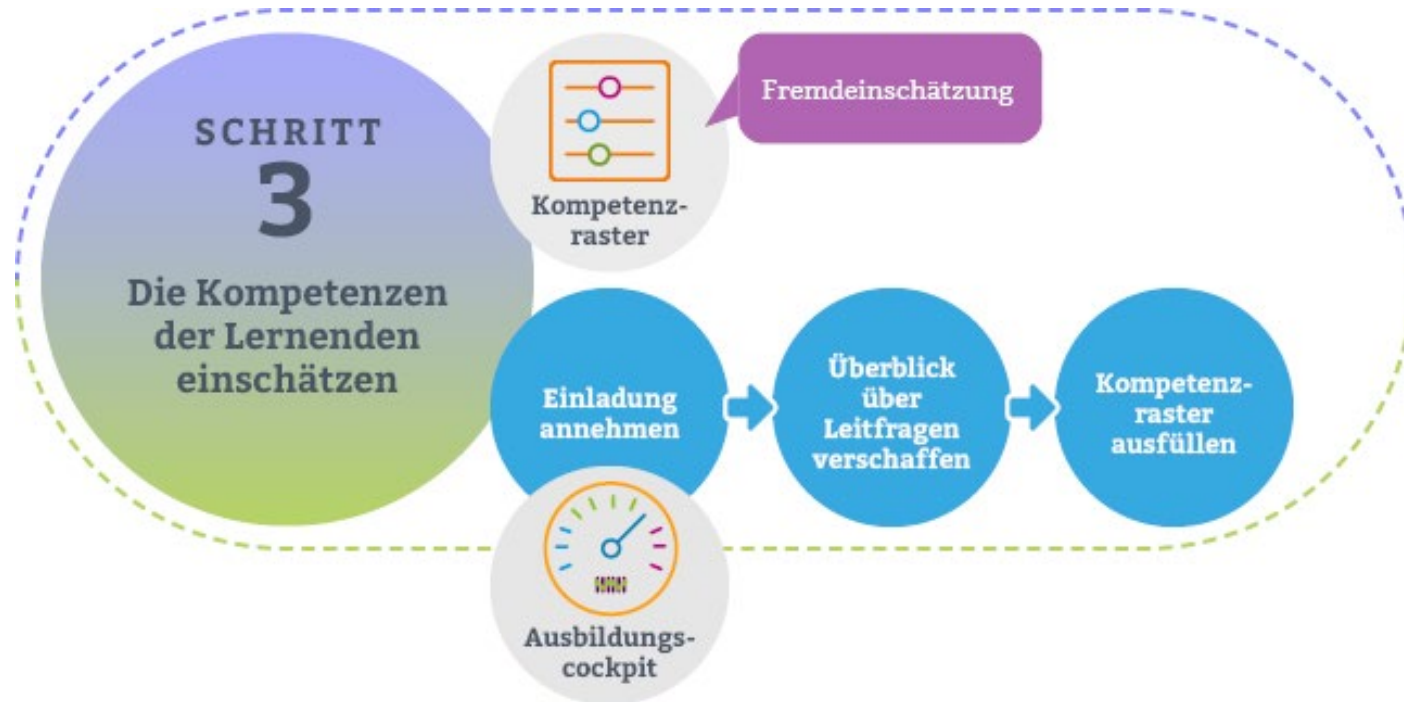 SCHRITT
3
Die Kompetenzen
der Lernenden
einschätzen
Kompetenz-
raster
Fremdeinschätzung
Einladung
annehmen
Überblick
über
Leitfragen
verschaffen
Kompetenz-
raster
ausfüllen
Ausbildungs-
cockpit